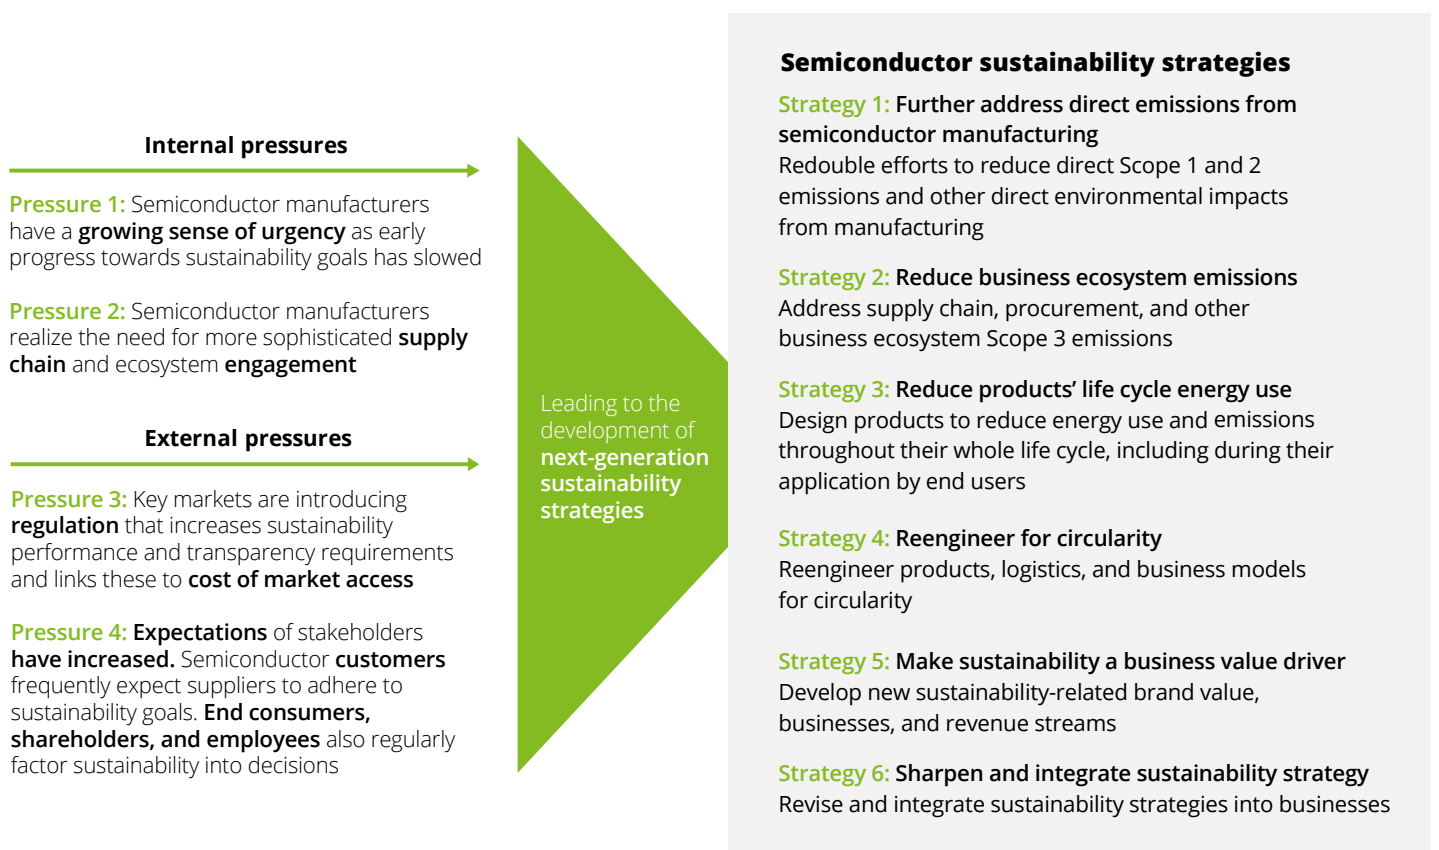 Internal pressures
Pressure 1: Semiconductor manufacturers
have a growing sense of urgency as early
progress towards sustainability goals has slowed
Pressure 2: Semiconductor manufacturers
realize the need for more sophisticated supply
chain and ecosystem engagement
External pressures
Pressure 3: Key markets are introducing
regulation that increases sustainability
performance and transparency requirements
and links these to cost of market access
Pressure 4: Expectations of stakeholders
have increased. Semiconductor customers
frequently expect suppliers to adhere to
sustainability goals. End consumers,
shareholders, and employees also regularly
factor sustainability into decisions
Leading to the
development of
next-generation
sustainability
strategies
Semiconductor sustainability strategies
Strategy 1: Further address direct emissions from
semiconductor manufacturing
Redouble efforts to reduce direct Scope 1 and 2
emissions and other direct environmental impacts
from manufacturing
Strategy 2: Reduce business ecosystem emissions
Address supply chain, procurement, and other
business ecosystem Scope 3 emissions
Strategy 3: Reduce products’ life cycle energy use
Design products to reduce energy use and emissions
throughout their whole life cycle, including during their
application by end users
Strategy 4: Reengineer for circularity
Reengineer products, logistics, and business models
for circularity
Strategy 5: Make sustainability a business value driver
Develop new sustainability-related brand value,
businesses, and revenue streams
Strategy 6: Sharpen and integrate sustainability strategy
Revise and integrate sustainability strategies into businesses